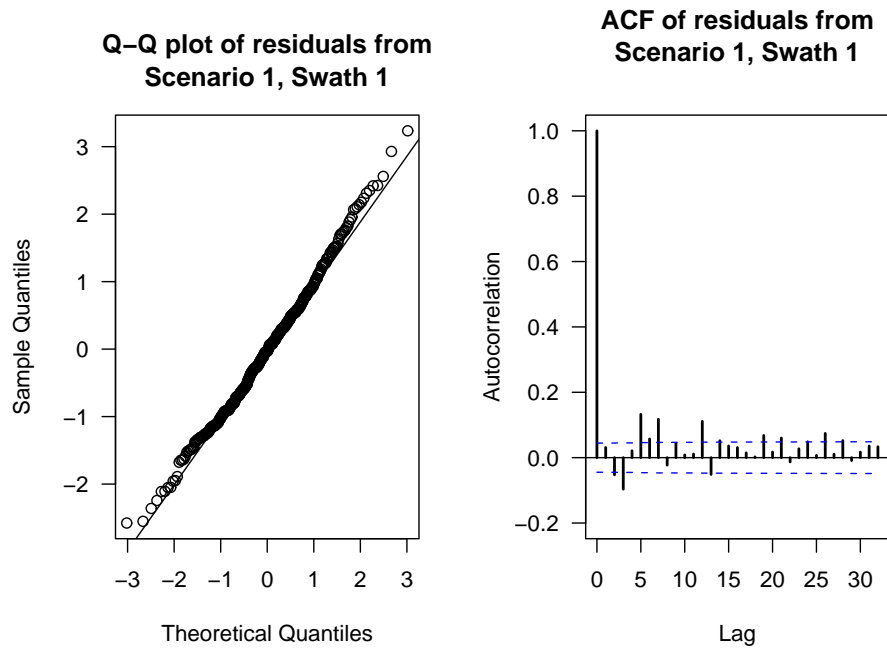 Q−Q plot of residuals from
Scenario 1, Swath 1
3
2
1
0
−1
−2
Sample Quantiles
−3 −2 −1 0 1 2 3
Theoretical Quantiles
ACF of residuals from
Scenario 1, Swath 1
1.0
0.8
0.6
0.4
0.2
0.0
−0.2
Autocorrelation
0 5 10 15 20 25 30
Lag